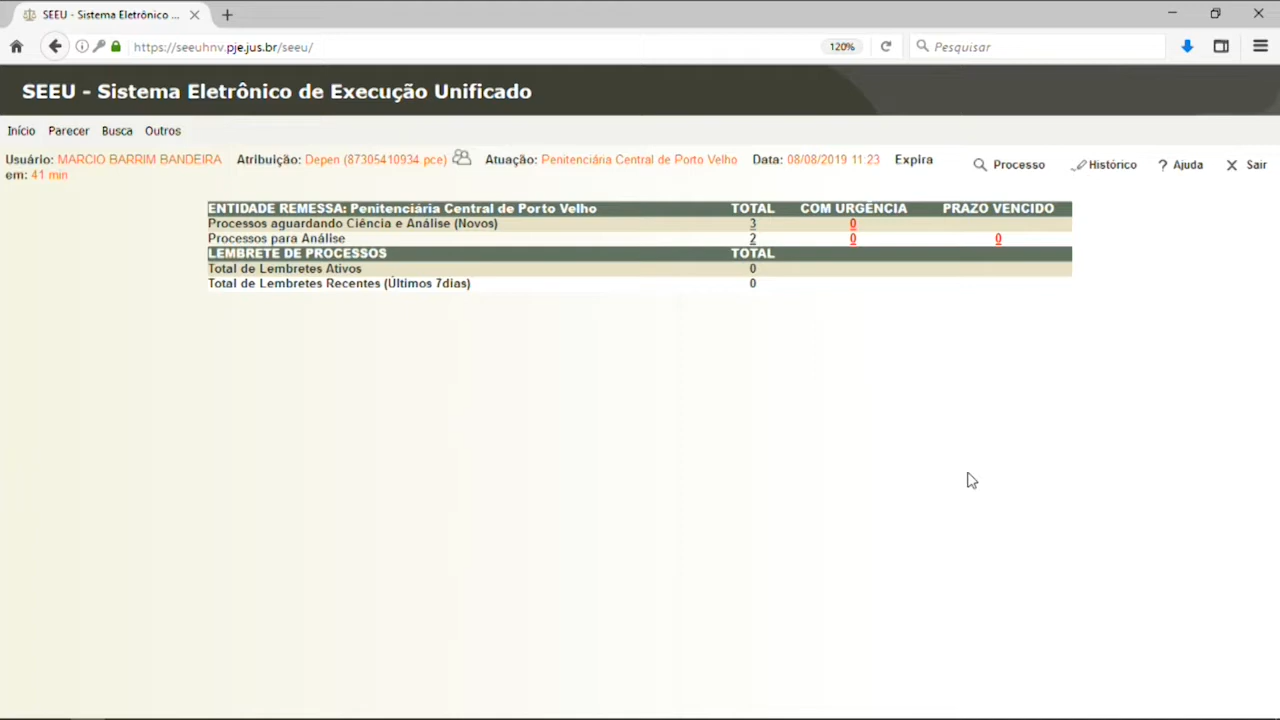 SEEU - Sistema Eletrônico ...
https://seeuhnv.pje.jus.br/seeu/
120%
Pesquisar
SEEU - Sistema Eletrônico de Execução Unificado
Início Parecer Busca Outros
Usuário: MARCIO BARRIM BANDEIRA Atribuição: Depen (87305410934 pce) Atuação: Penitenciária Central de Porto Velho Data: 08/08/2019 11:23 Expira
em: 41 min
Processo Histórico ? Ajuda Sair
ENTIDADE REMESSA: Penitenciária Central de Porto Velho TOTAL COM URGÊNCIA PRAZO VENCIDO
Processos aguardando Ciência e Análise (Novos) 3 0
Processos para Análise 2 0 0
LEMBRETE DE PROCESSOS TOTAL
Total de Lembretes Ativos 0
Total de Lembretes Recentes (Últimos 7dias) 0